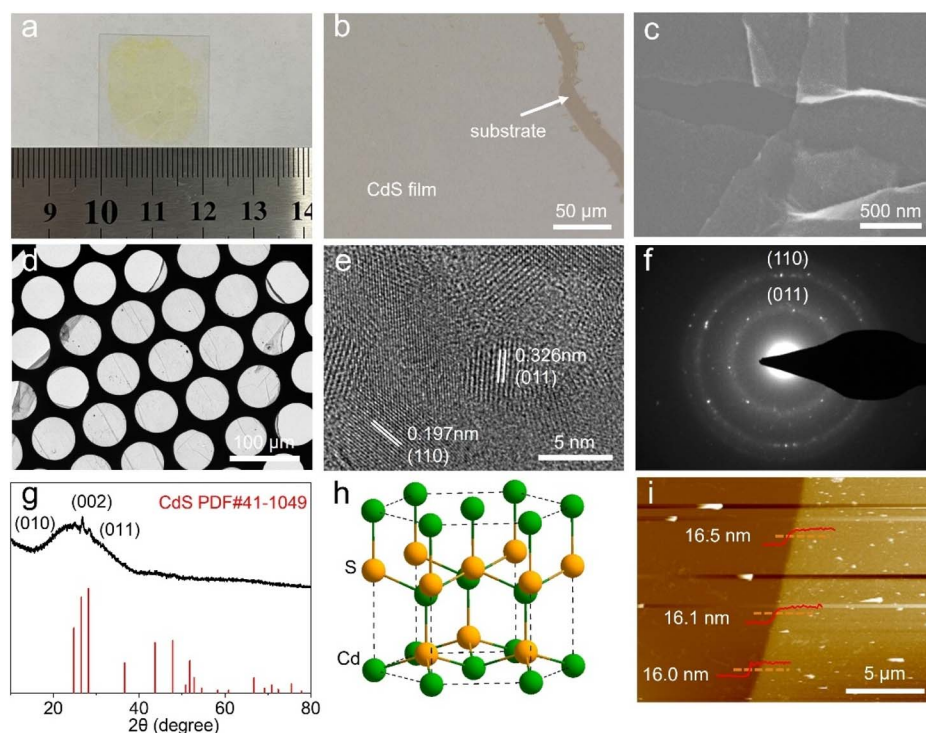 a
9 10 11 12 13 14
b
substrate
CdS film
50 μm
c
500 nm
d
100 μm
e
0.326nm
(011)
0.197nm
(110)
5 nm
f
(110)
(011)
g
CdS PDF#41-1049
(002)
(010)
(011)
10 20 40 60 80
2θ (degree)
h
S
Cd
i
16.5 nm
16.1 nm
16.0 nm
5 μm